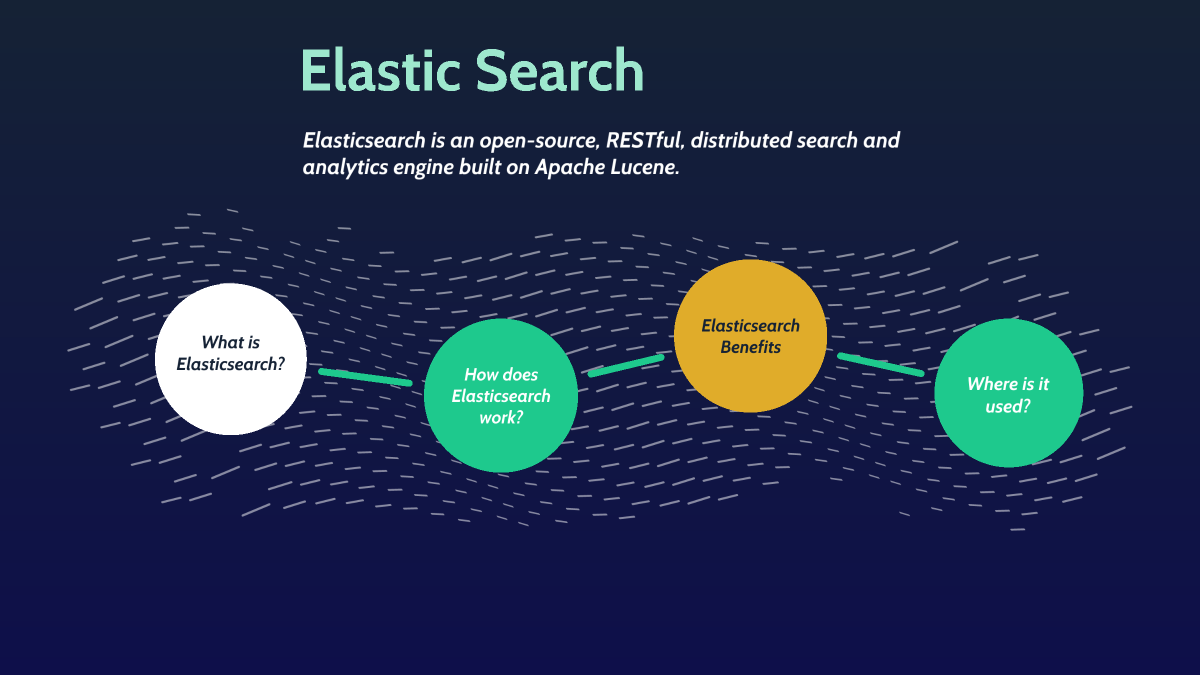 Elastic Search
Elasticsearch is an open-source, RESTful, distributed search and
analytics engine built on Apache Lucene.
What is
Elasticsearch?
How does
Elasticsearch
work?
Elasticsearch
Benefits
Where is it
used?